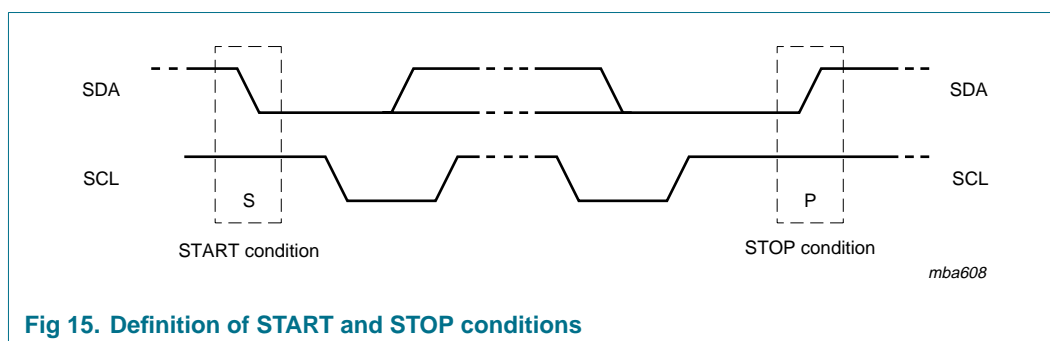 SDA
SDA
SCL
SCL
S
P
START condition
STOP condition
mba608
Fig 15. Definition of START and STOP conditions